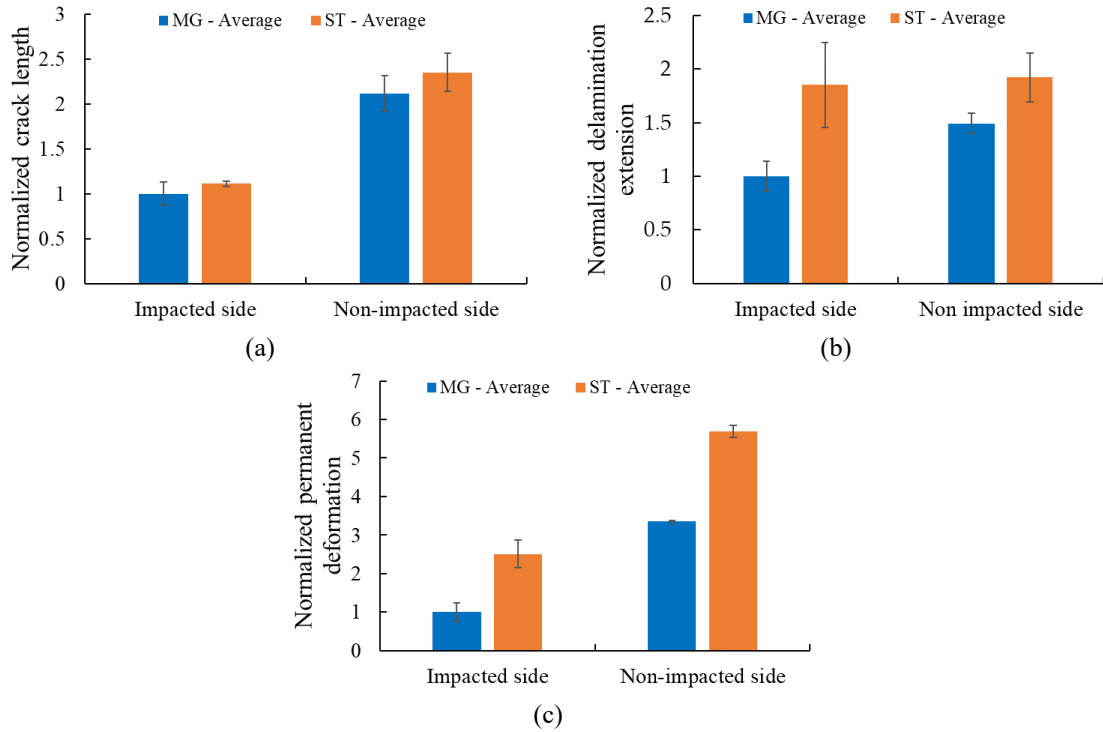 MG - Average ST - Average
Normalized crack length
3
2.5
2
1.5
1
0.5
0
Impacted side Non-impacted side
(a)
MG - Average ST - Average
Normalized delamination
extension
2.5
2
1.5
1
0.5
0
Impacted side Non impacted side
(b)
MG - Average ST - Average
Normalized permanent
deformation
7
6
5
4
3
2
1
0
Impacted side Non-impacted side
(c)